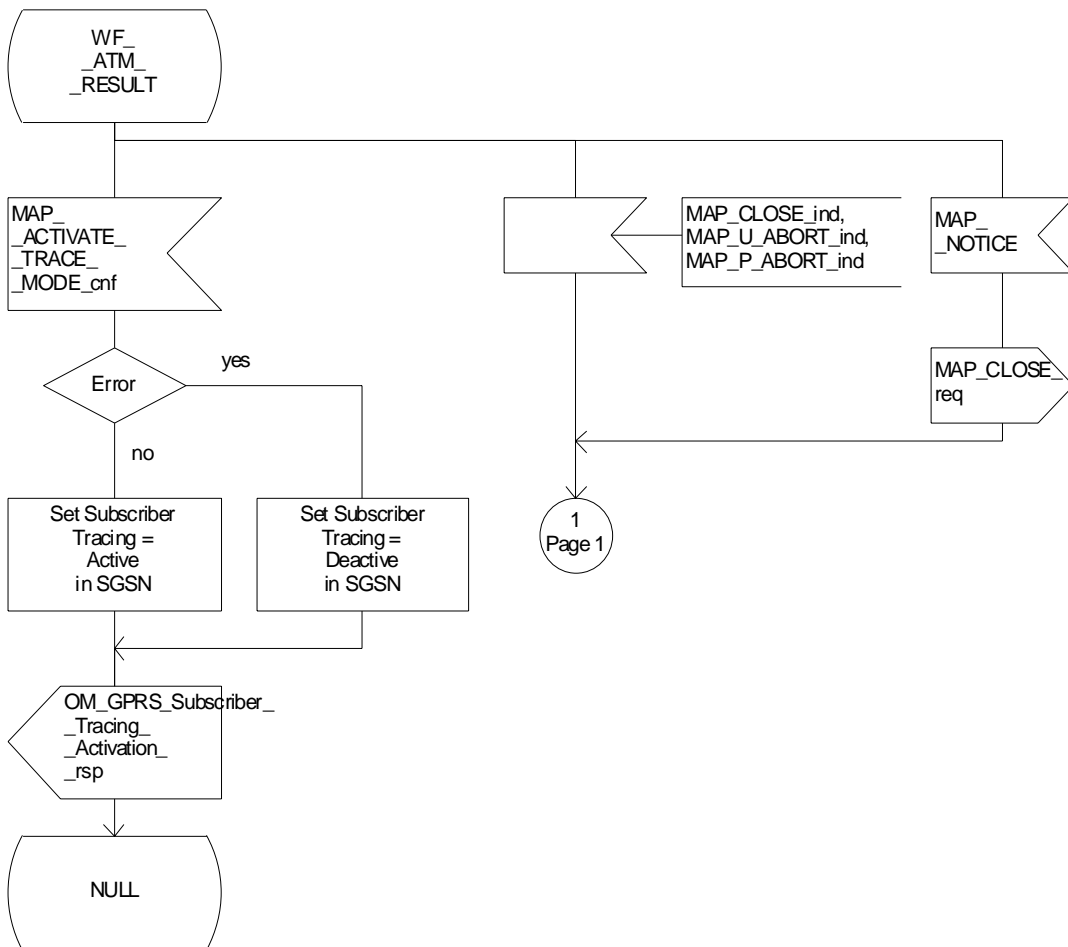 WF_
_ATM_
_RESULT
MAP_
_ACTIVATE_
_TRACE_
_MODE_cnf
MAP_CLOSE_ind,
MAP_U_ABORT_ind,
MAP_P_ABORT_ind
MAP_
_NOTICE
yes
Error
MAP_CLOSE_
req
no
Set Subscriber
Tracing =
Active
in SGSN
Set Subscriber
Tracing =
Deactive
in SGSN
1
Page 1
OM_GPRS_Subscriber_
_Tracing_
_Activation_
_rsp
NULL